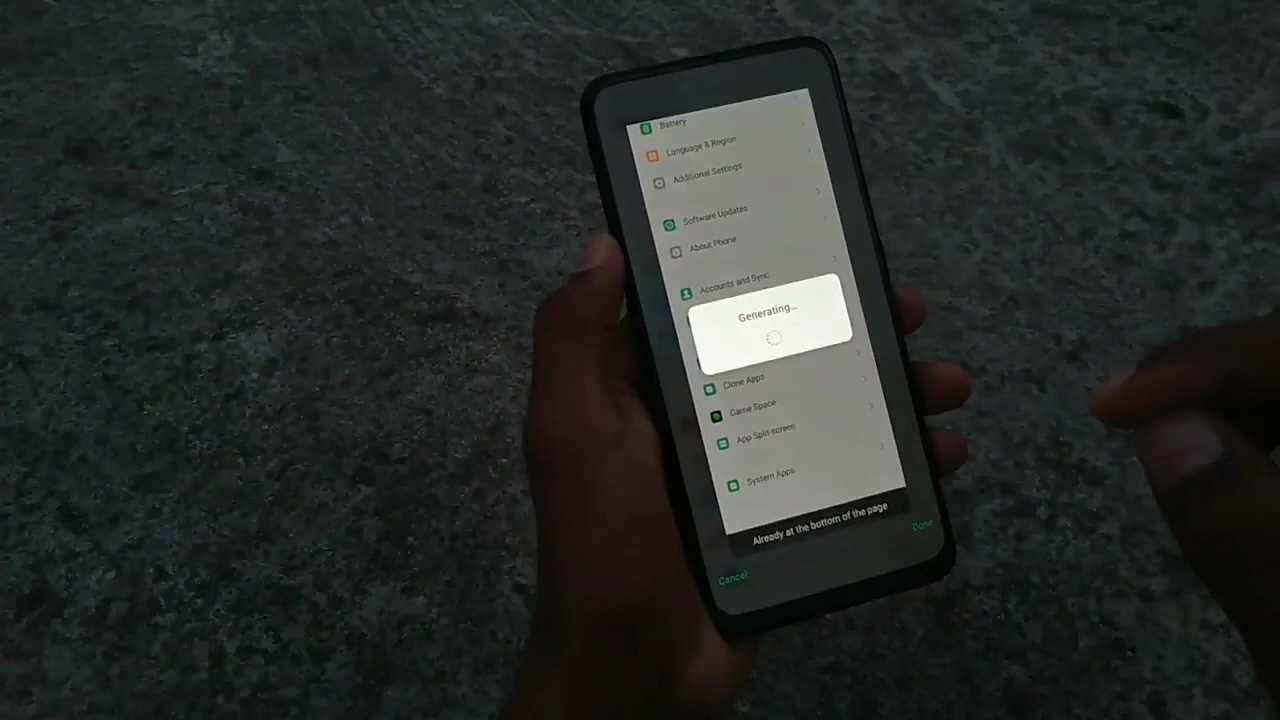 Battery
Language & Region
Additional Settings
Software Updates
About Phone
Accounts and Sync
Generating...
Clone Apps
Game Space
App Split-screen
System Apps
Already at the bottom of the page
Cancel
Done